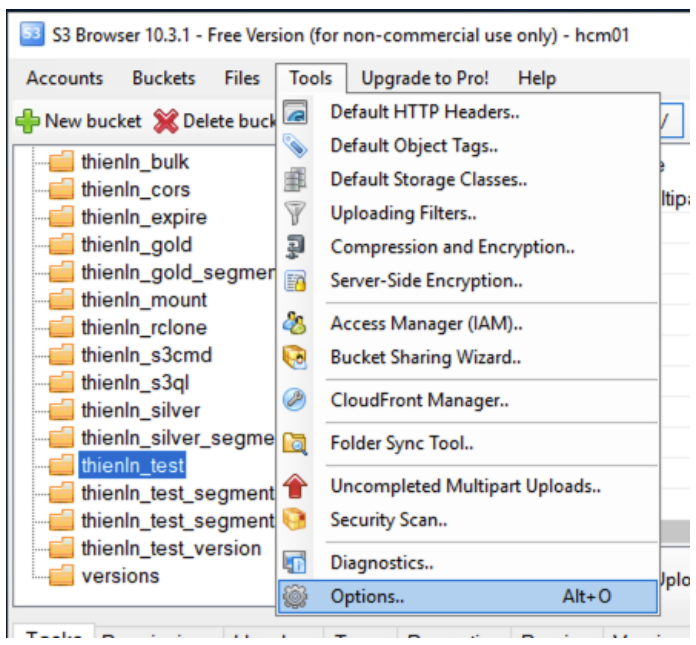 S3 Browser 10.3.1 - Free Version (for non-commercial use only) - hcm01
Accounts Buckets Files Tools Upgrade to Pro! Help
New bucket Delete buck
thienln_bulk
thienln_cors
thienln_expire
thienln_gold
thienln_gold_segmen
thienln_mount
thienln_rclone
thienln_s3cmd
thienln_s3ql
thienln_silver
thienln_silver_segme
thienln_test
thienln_test_segment
thienln_test_segment
thienln_test_version
versions
Default HTTP Headers..
Default Object Tags..
Default Storage Classes..
Uploading Filters..
Compression and Encryption..
Server-Side Encryption..
Access Manager (IAM)..
Bucket Sharing Wizard..
CloudFront Manager..
Folder Sync Tool..
Uncompleted Multipart Uploads..
Security Scan..
Diagnostics..
Options.. Alt+O